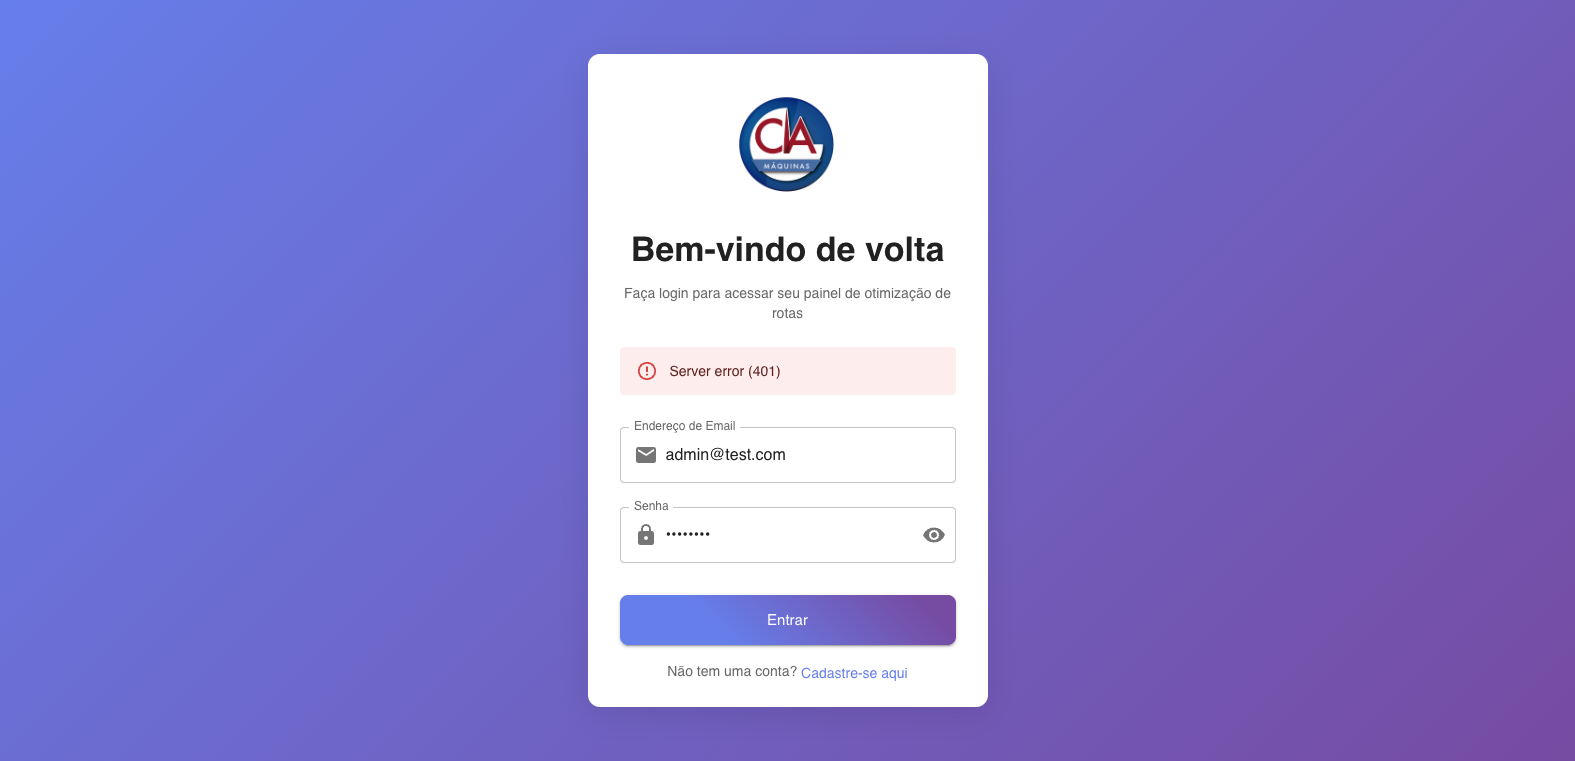 CIA
MÁQUINAS
Bem-vindo de volta
Faça login para acessar seu painel de otimização de
rotas
Server error (401)
Endereço de Email
admin@test.com
Senha
••••••••
Entrar
Não tem uma conta? Cadastre-se aqui